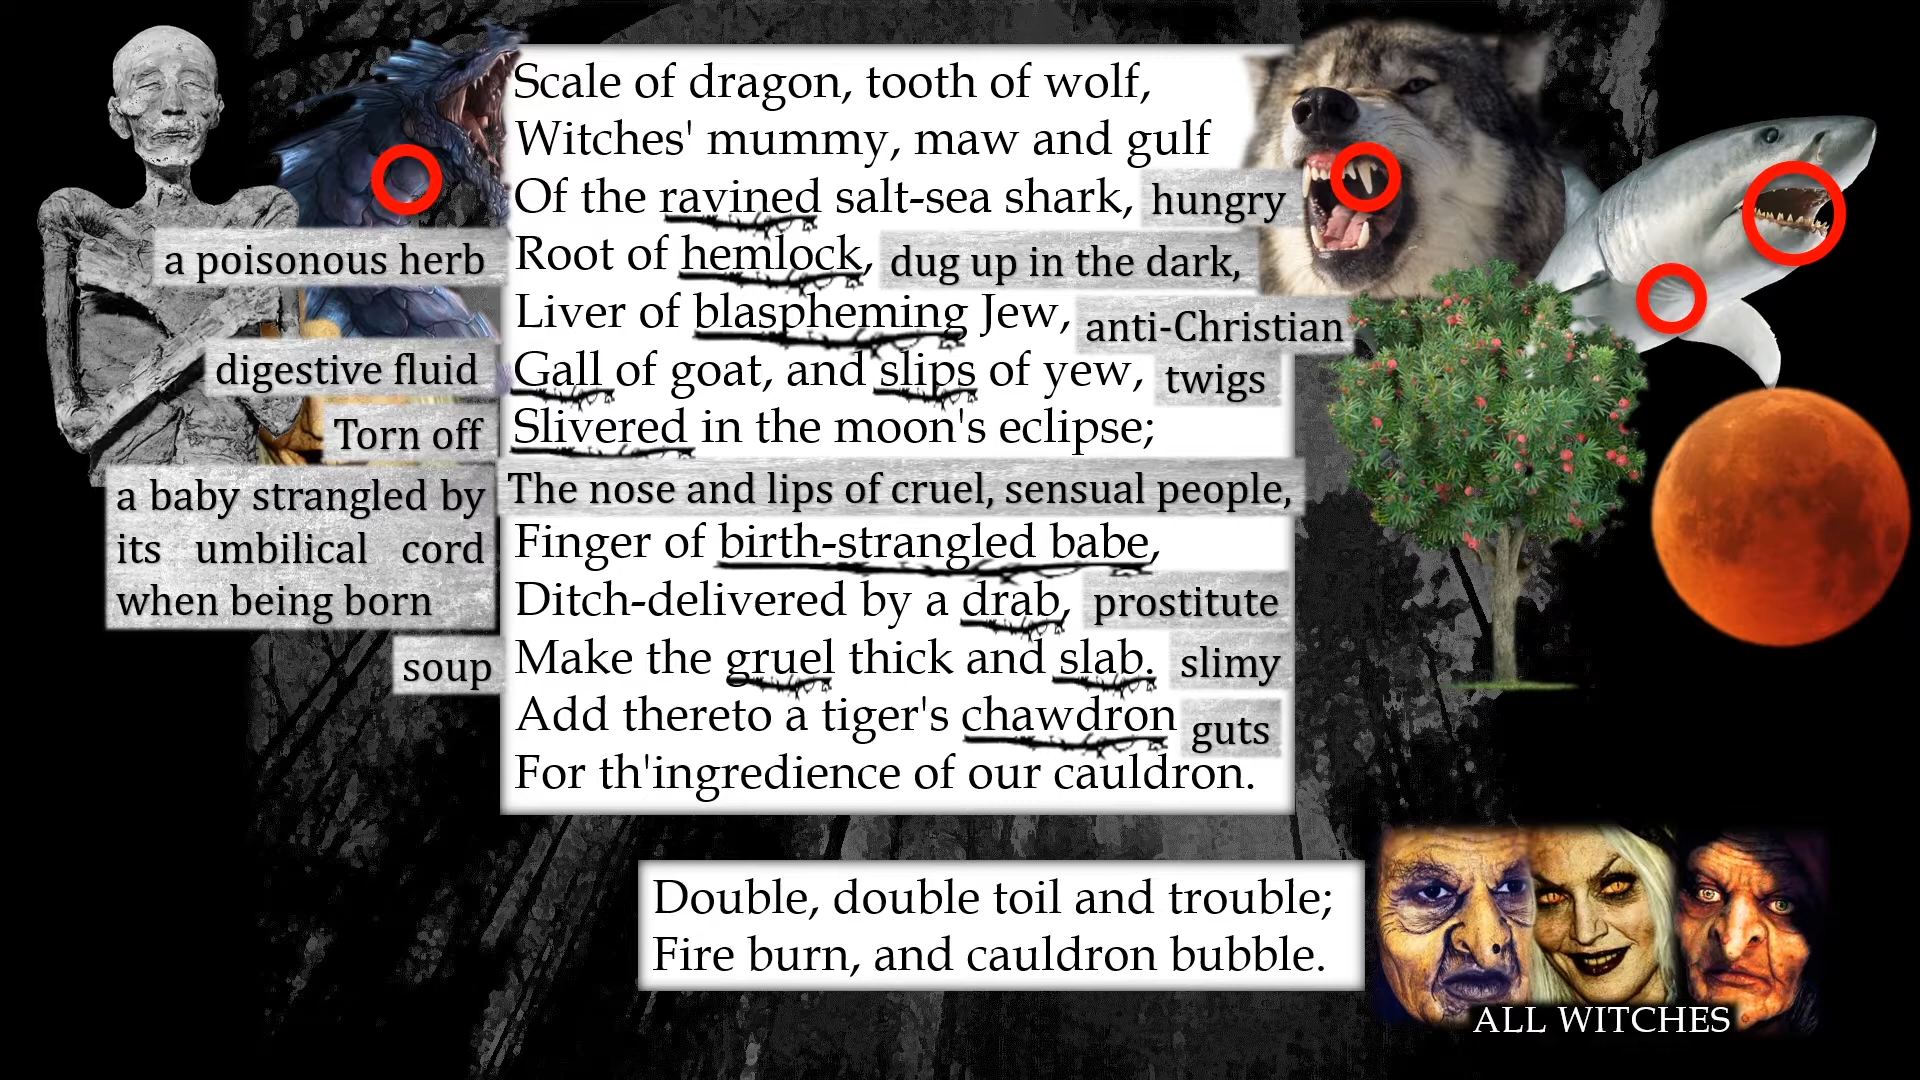 Scale of dragon, tooth of wolf,
Witches' mummy, maw and gulf
Of the ravined salt-sea shark, hungry
a poisonous herb Root of hemlock, dug up in the dark,
Liver of blaspheming Jew, anti-Christian
digestive fluid Gall of goat, and slips of yew, twigs
Torn off Slivered in the moon's eclipse;
The nose and lips of cruel, sensual people,
a baby strangled by
its umbilical cord
when being born
Finger of birth-strangled babe,
Ditch-delivered by a drab, prostitute
soup Make the gruel thick and slab. slimy
Add thereto a tiger's chawdron guts
For th'ingredience of our cauldron.
Double, double toil and trouble;
Fire burn, and cauldron bubble.
ALL WITCHES